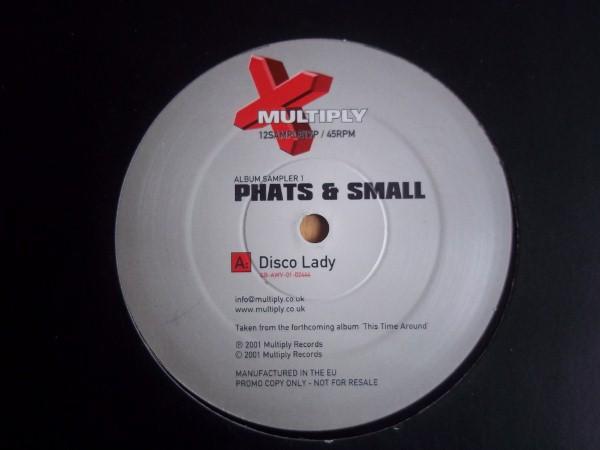 MULTIPLY
/ 45RPM
ALBUM SAMPLER 1
PHATS & SMALL
A: Disco Lady
info@multiply.co.uk
www.multiply.co.uk
Taken from the forthcoming album 'This Time Around'
℗ 2001 Multiply Records
© 2001 Multiply Records
MANUFACTURED IN THE EU
PROMO COPY ONLY - NOT FOR RESALE